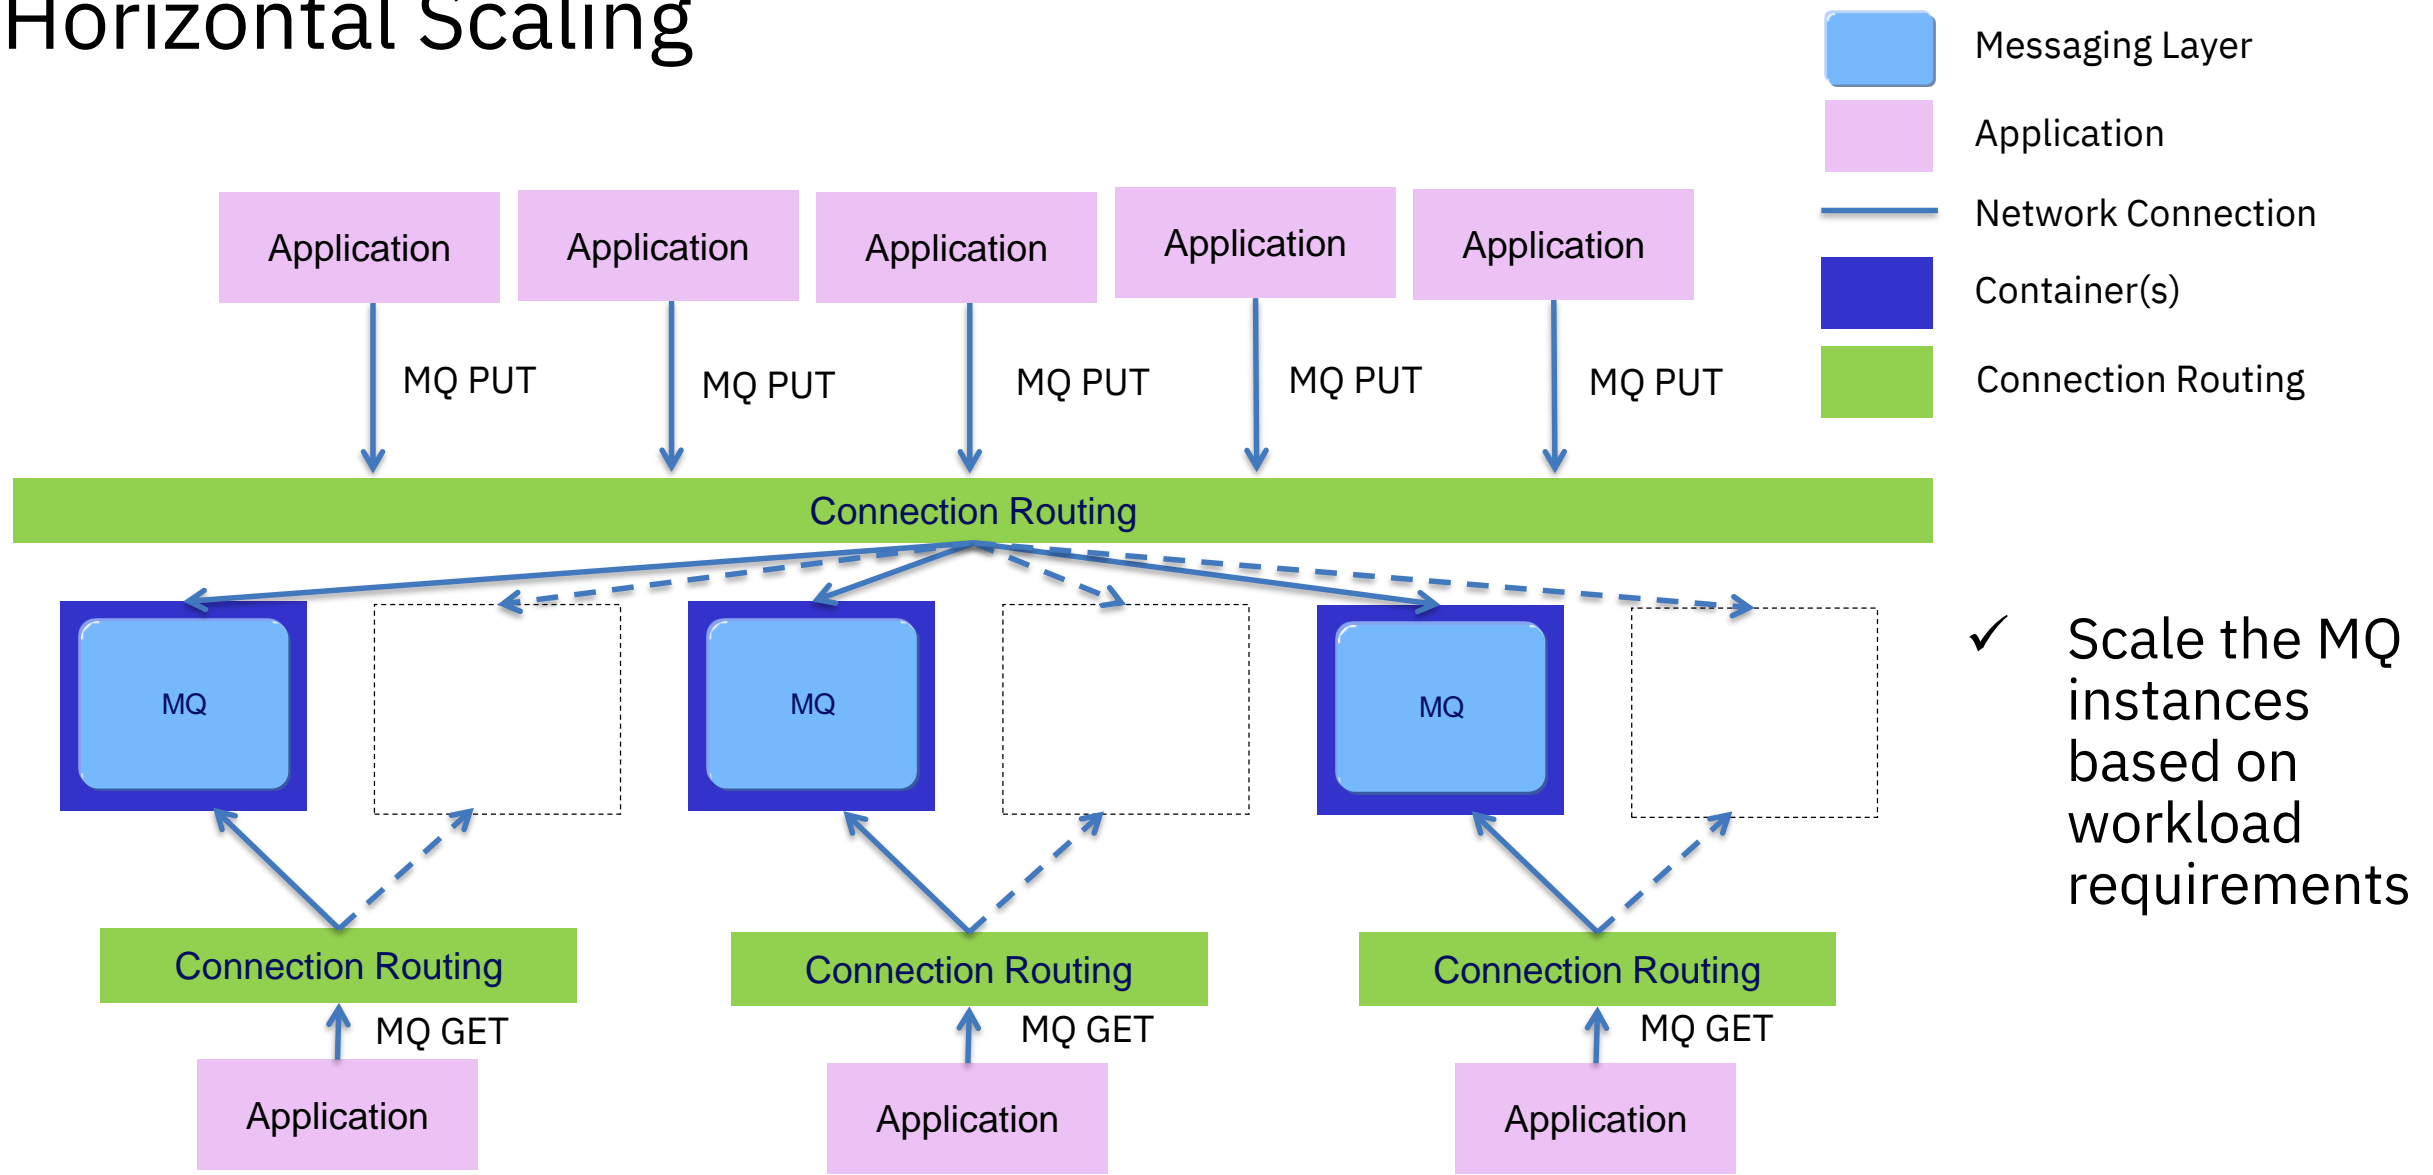 Horizontal Scaling
Messaging Layer
Application
Network Connection
Container(s)
Connection Routing
Application
Application
Application
Application
Application
MQ PUT
MQ PUT
MQ PUT
MQ PUT
MQ PUT
Connection Routing
MQ
MQ
MQ
✓ Scale the MQ
instances
based on
workload
requirements
Connection Routing
Connection Routing
Connection Routing
MQ GET
MQ GET
MQ GET
Application
Application
Application